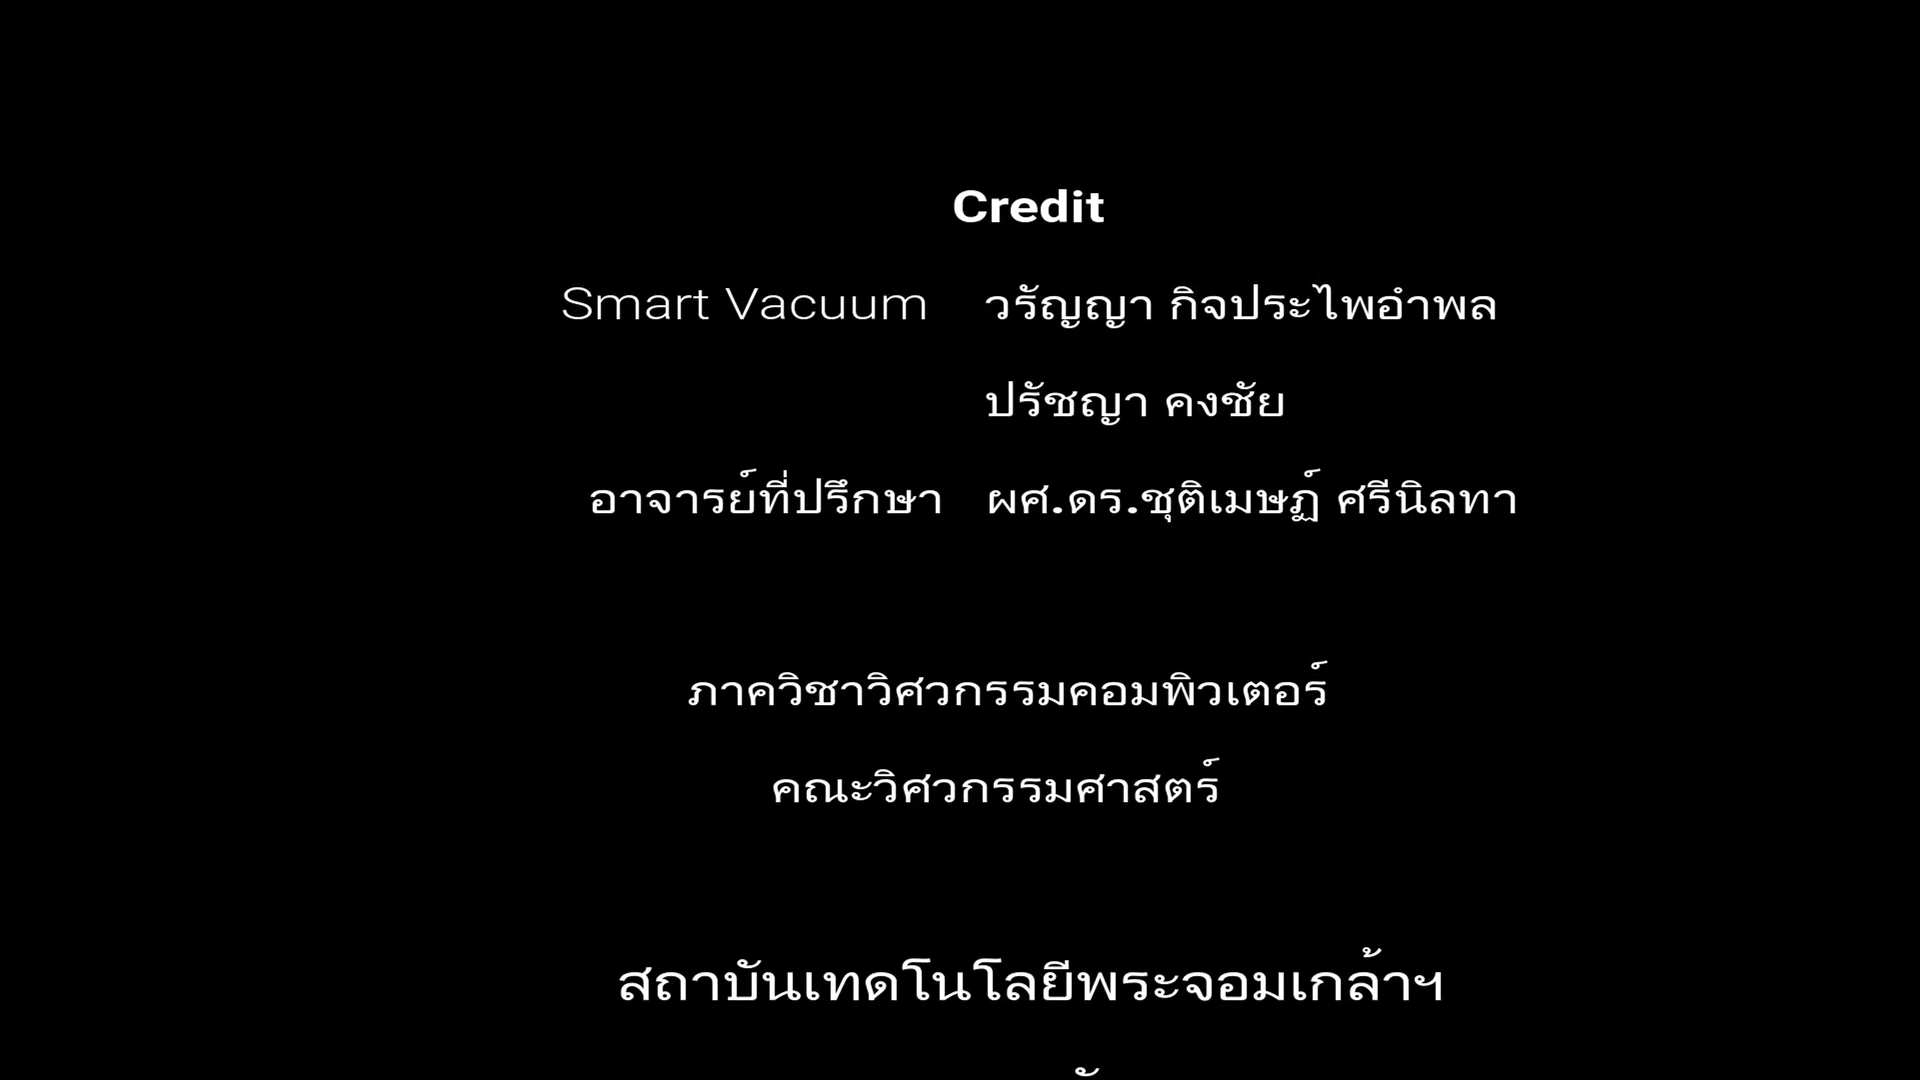 Credit
Smart Vacuum วรัญญา กิจประไพอำพล
ปรัชญา คงชัย
อาจารย์ที่ปรึกษา ผศ.ดร.ชุติเมษฏ์ ศรีนิลทา
ภาควิชาวิศวกรรมคอมพิวเตอร์
คณะวิศวกรรมศาสตร์
สถาบันเทดโนโลยีพระจอมเกล้าฯ